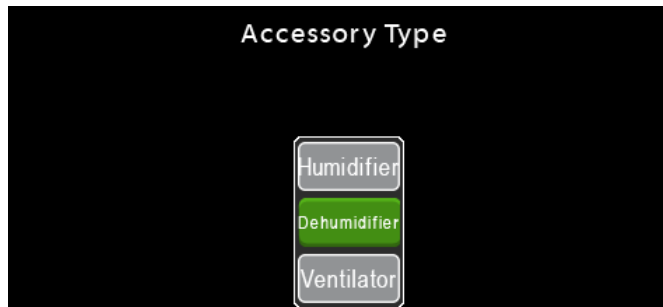 Accessory Type
Humidifier
Dehumidifier
Ventilator